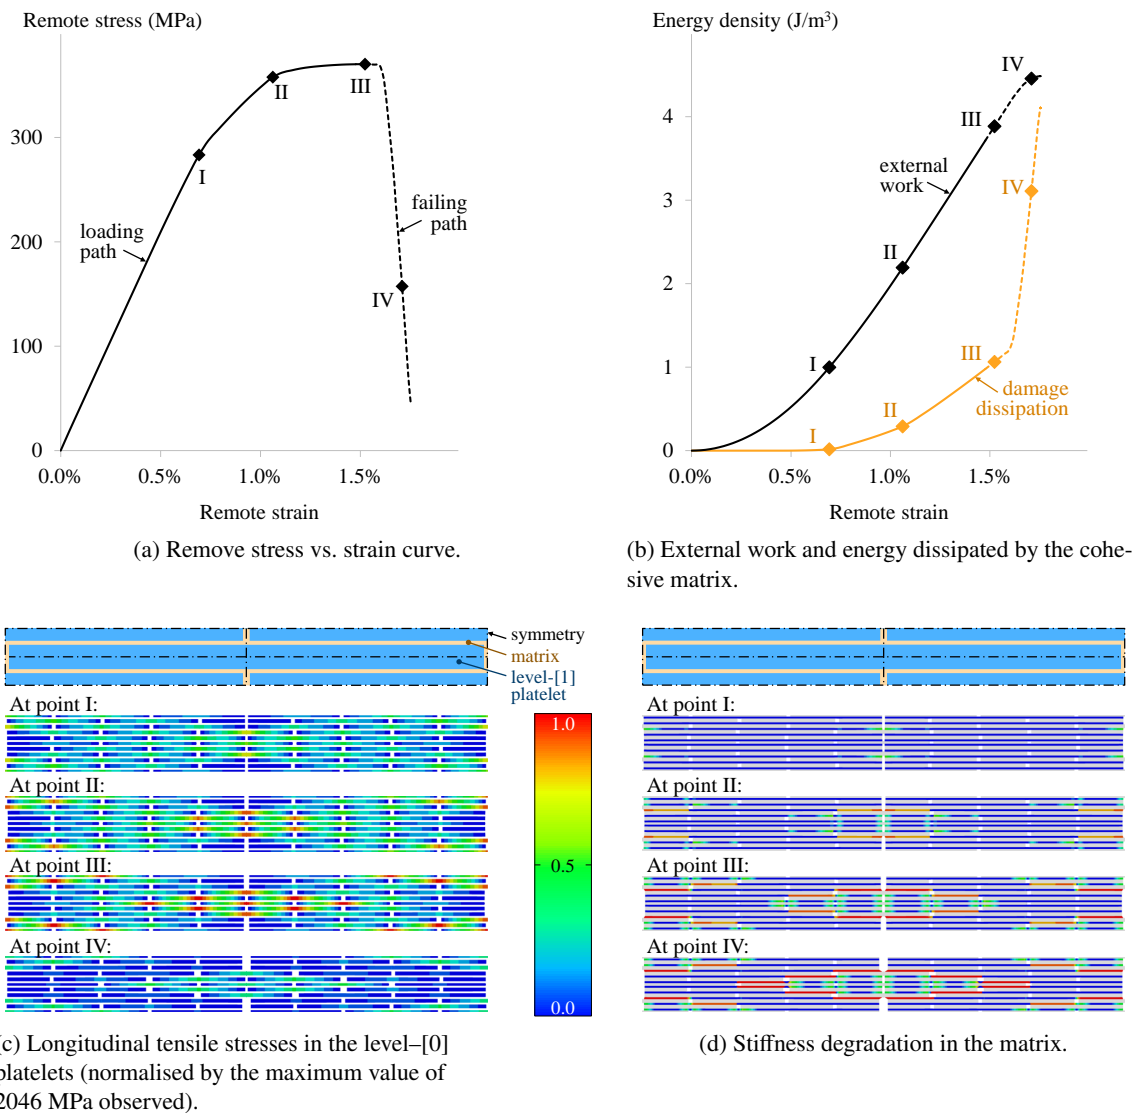 Remote stress (MPa)
300
200
100
0
0.0%
0.5%
1.0%
1.5%
Remote strain
I
II
III
IV
loading
path
failing
path
(a) Remove stress vs. strain curve.
Energy density (J/m³)
4
3
2
1
0
0.0%
0.5%
1.0%
1.5%
Remote strain
I
II
III
IV
external
work
I
II
III
IV
damage
dissipation
(b) External work and energy dissipated by the cohe-
sive matrix.
symmetry
matrix
level-[1]
platelet
At point I:
At point II:
At point III:
At point IV:
1.0
0.5
0.0
(c) Longitudinal tensile stresses in the level–[0]
platelets (normalised by the maximum value of
2046 MPa observed).
At point I:
At point II:
At point III:
At point IV:
(d) Stiffness degradation in the matrix.